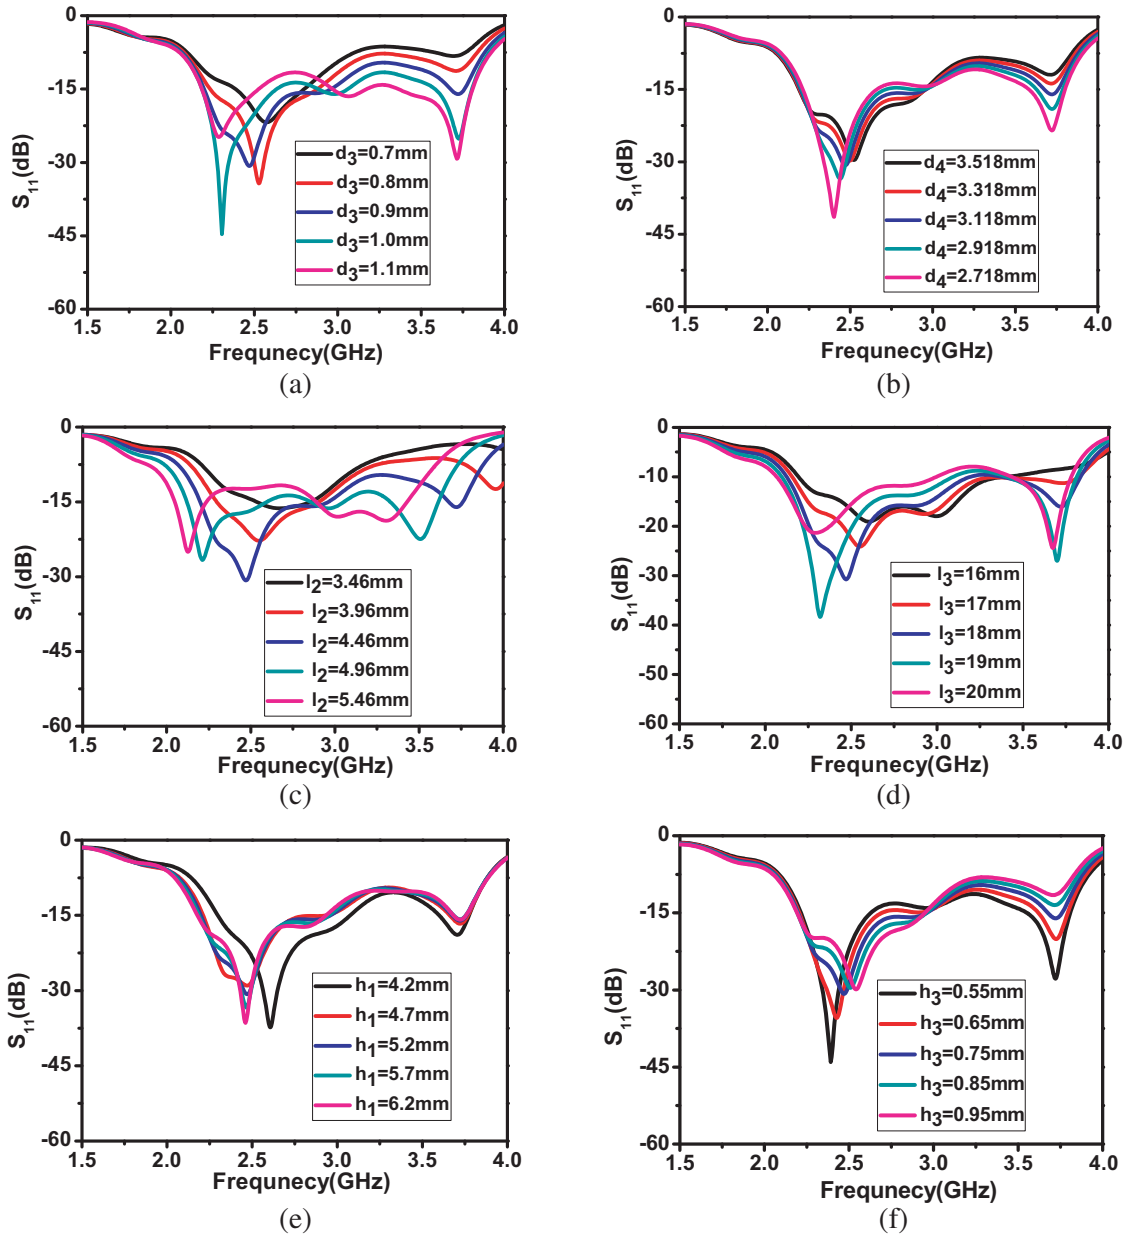 0
-15
-30
-45
-60
S11(dB)
d3=0.7mm
d3=0.8mm
d3=0.9mm
d3=1.0mm
d3=1.1mm
1.5 2.0 2.5 3.0 3.5 4.0
Frequnecy(GHz)
(a)
0
-15
-30
-45
-60
S11(dB)
d4=3.518mm
d4=3.318mm
d4=3.118mm
d4=2.918mm
d4=2.718mm
1.5 2.0 2.5 3.0 3.5 4.0
Frequnecy(GHz)
(b)
0
-15
-30
-45
-60
S11(dB)
l2=3.46mm
l2=3.96mm
l2=4.46mm
l2=4.96mm
l2=5.46mm
1.5 2.0 2.5 3.0 3.5 4.0
Frequnecy(GHz)
(c)
0
-10
-20
-30
-40
-50
-60
S11(dB)
l3=16mm
l3=17mm
l3=18mm
l3=19mm
l3=20mm
1.5 2.0 2.5 3.0 3.5 4.0
Frequnecy(GHz)
(d)
0
-15
-30
-45
-60
S11(dB)
h1=4.2mm
h1=4.7mm
h1=5.2mm
h1=5.7mm
h1=6.2mm
1.5 2.0 2.5 3.0 3.5 4.0
Frequnecy(GHz)
(e)
0
-15
-30
-45
-60
S11(dB)
h3=0.55mm
h3=0.65mm
h3=0.75mm
h3=0.85mm
h3=0.95mm
1.5 2.0 2.5 3.0 3.5 4.0
Frequnecy(GHz)
(f)